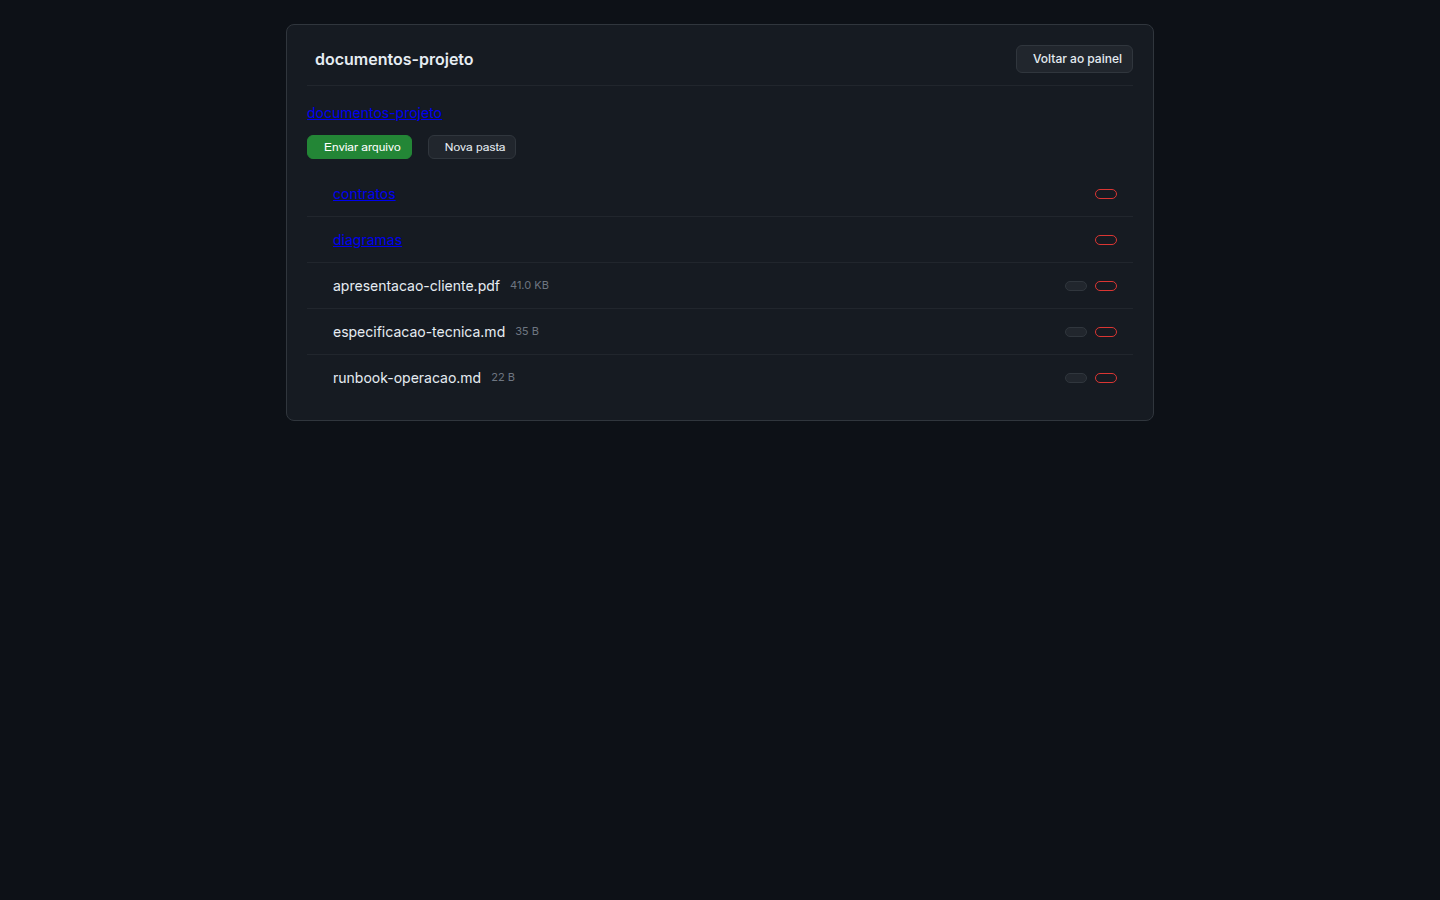 documentos-projeto
Voltar ao painel
documentos-projeto
Enviar arquivo
Nova pasta
contratos
diagramas
apresentacao-cliente.pdf 41.0 KB
especificacao-tecnica.md 35 B
runbook-operacao.md 22 B